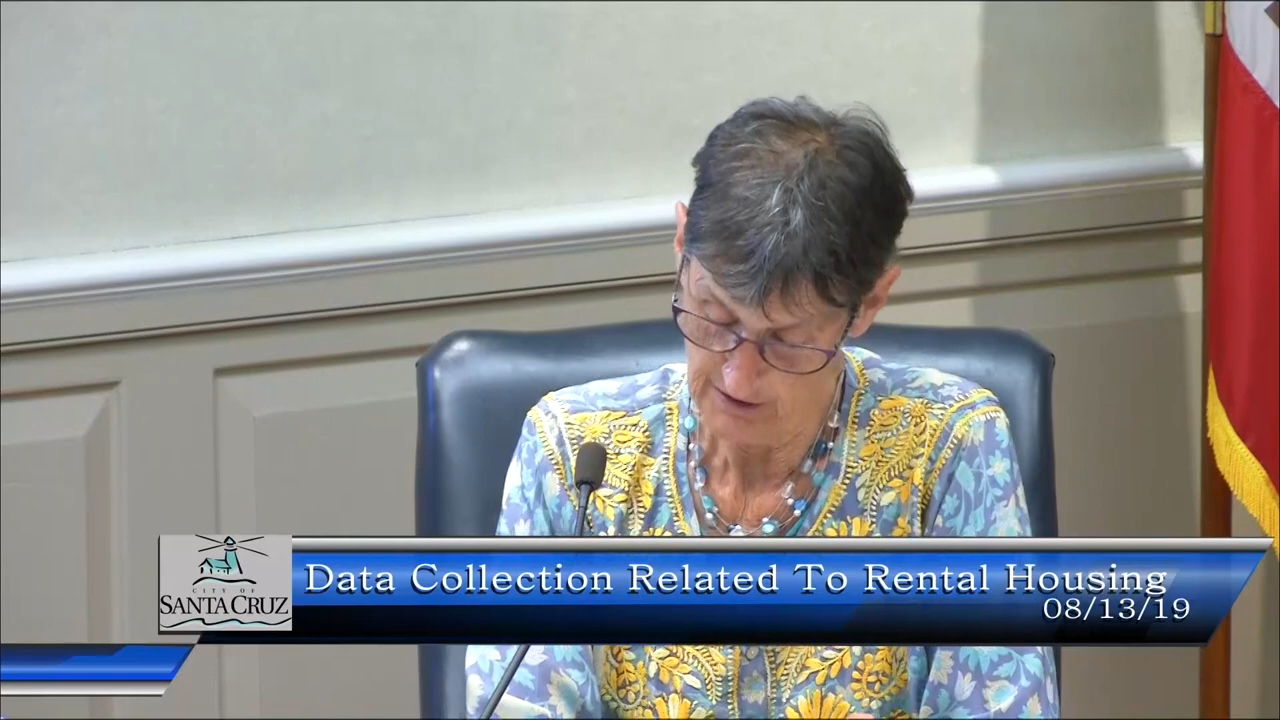 CITY OF
SANTA CRUZ
Data Collection Related To Rental Housing
08/13/19